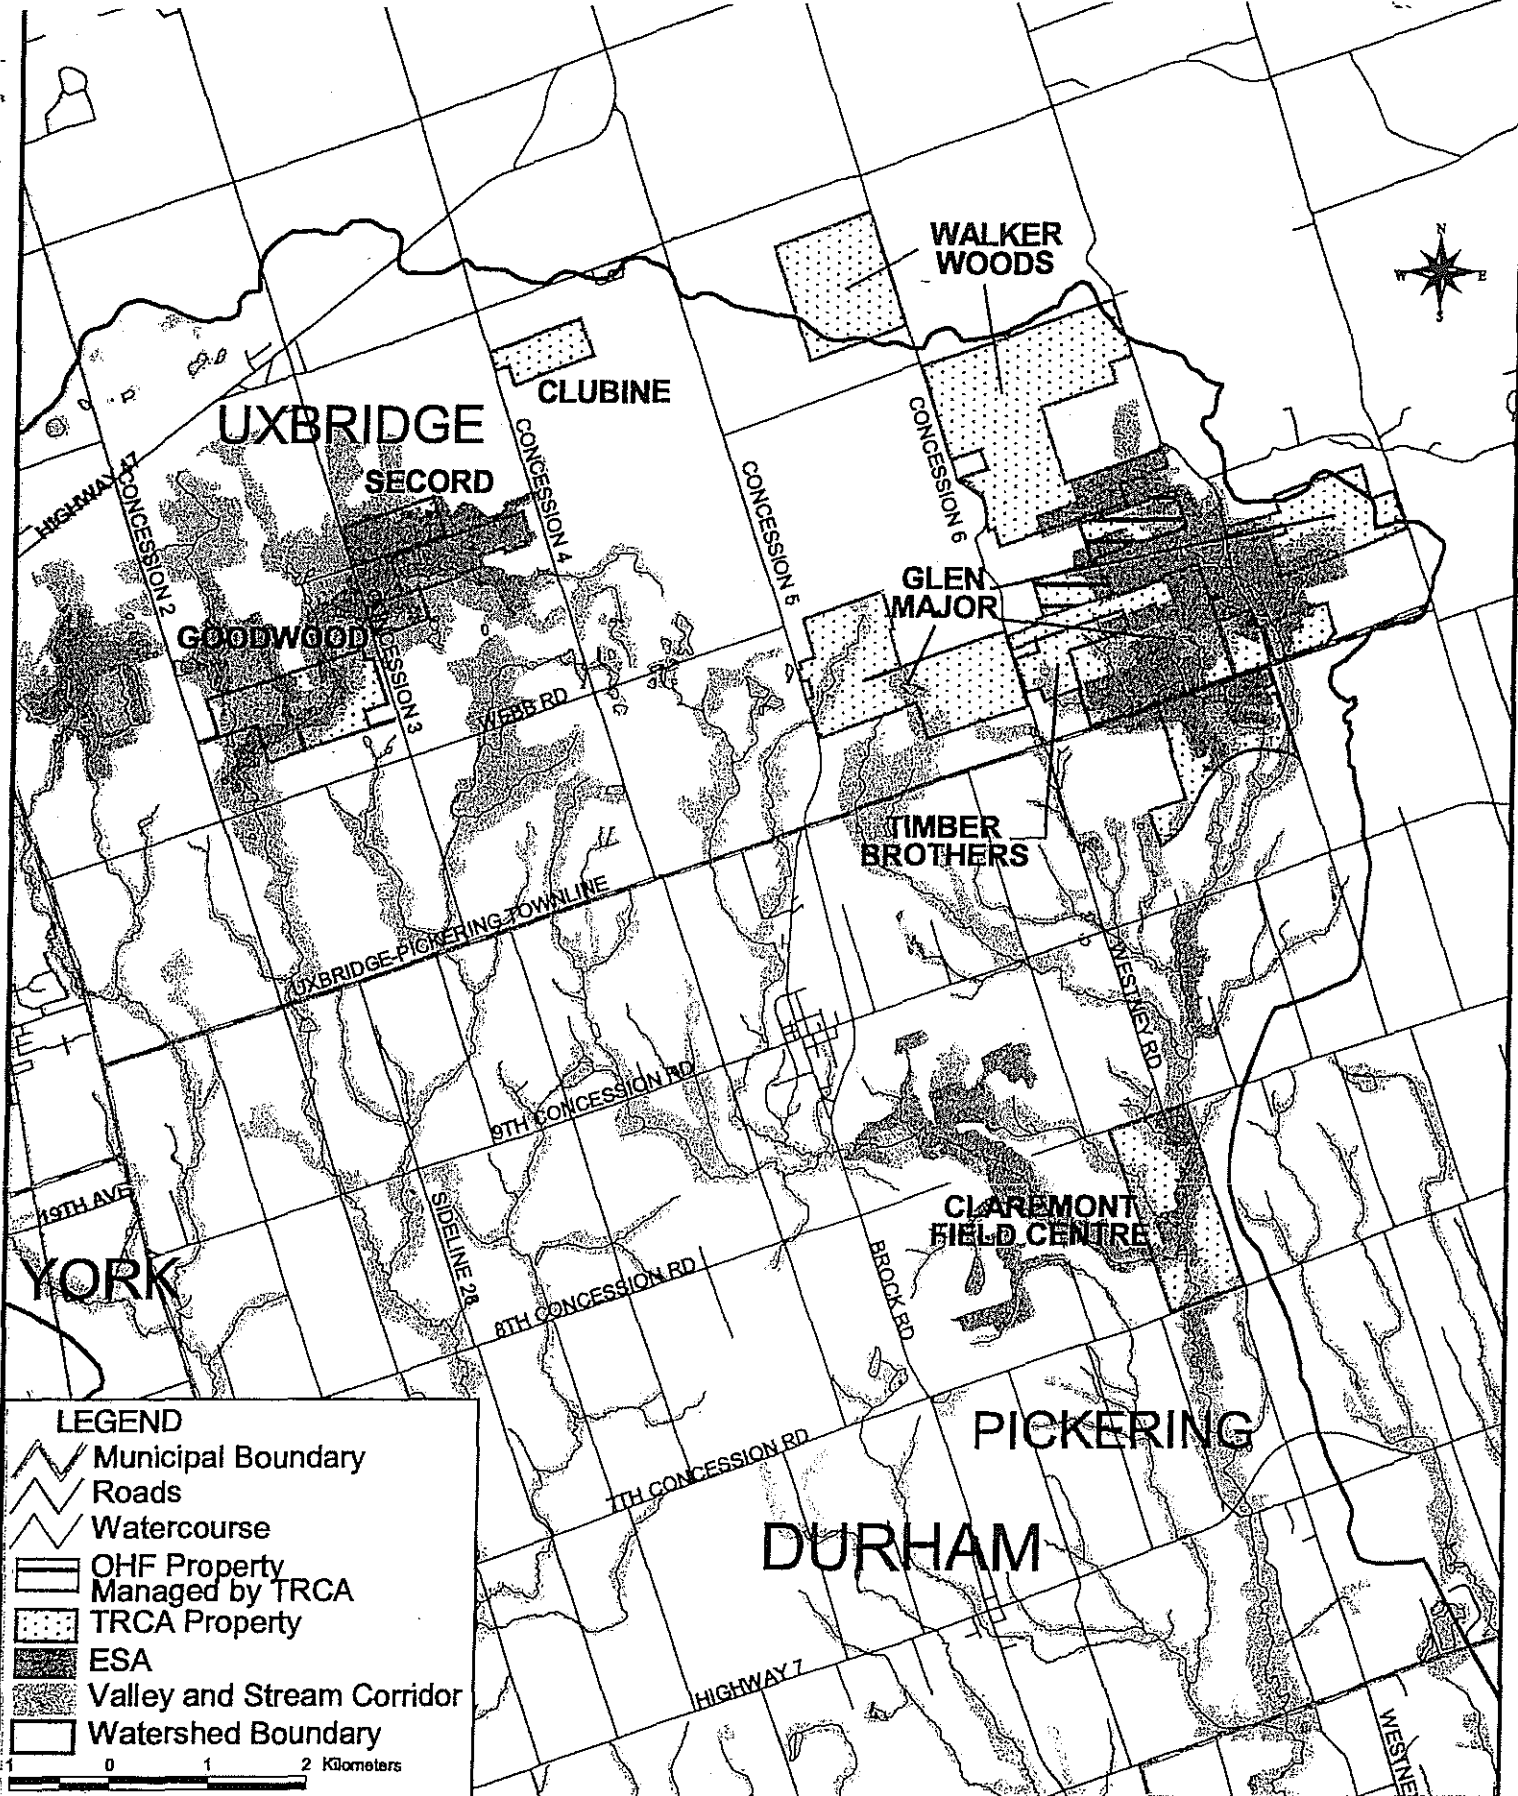 WALKER
WOODS
N
W
E
S
CLUBINE
UXBRIDGE
SECORD
HIGHWAY 47
CONCESSION 2
CONCESSION 4
CONCESSION 5
CONCESSION 6
GLEN
MAJOR
GOODWOOD
CONCESSION 3
WEBB RD
TIMBER
BROTHERS
UXBRIDGE-PICKERING TOWNLINE
WESTNEY RD
9TH CONCESSION RD
19TH AVE
SIDELINE 28
CLAREMONT
FIELD CENTRE
YORK
8TH CONCESSION RD
BROCK RD
PICKERING
7TH CONCESSION RD
DURHAM
HIGHWAY 7
WESTNE
LEGEND
Municipal Boundary
Roads
Watercourse
OHF Property
Managed by TRCA
TRCA Property
ESA
Valley and Stream Corridor
Watershed Boundary
1 0 1 2 Kilometers